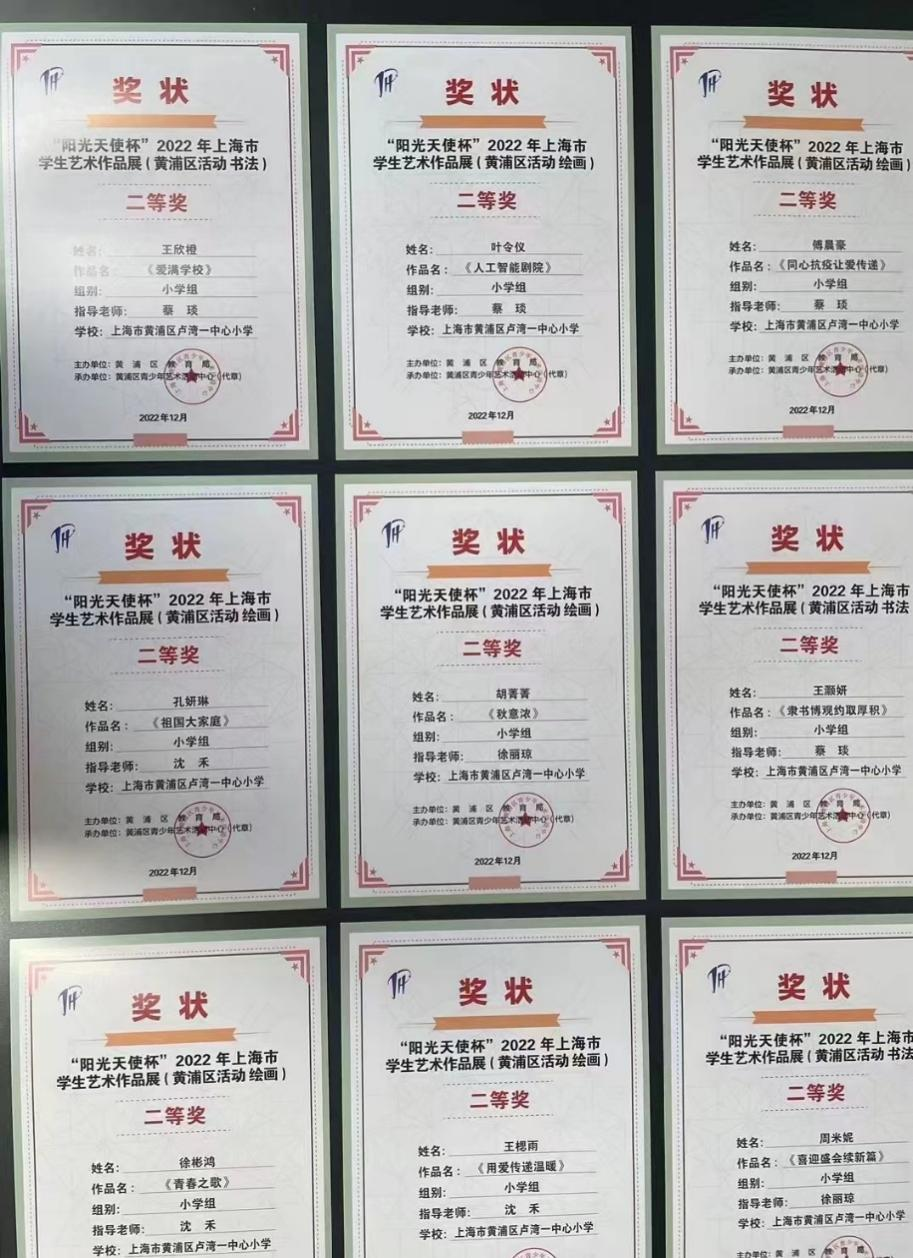 奖 状
“阳光天使杯”2022 年上海市
学生艺术作品展(黄浦区活动 书法)
二等奖
姓名: 王欣橙
作品名: 《爱满学校》
组别: 小学组
指导老师: 蔡 琰
学校: 上海市黄浦区卢湾一中心小学
主办单位: 黄 浦 区 教 育 局
承办单位: 黄浦区青少年艺术活动中心(代章)
2022年12月
奖 状
“阳光天使杯”2022 年上海市
学生艺术作品展(黄浦区活动 绘画)
二等奖
姓名: 叶令仪
作品名: 《人工智能剧院》
组别: 小学组
指导老师: 蔡 琰
学校: 上海市黄浦区卢湾一中心小学
主办单位: 黄 浦 区 教 育 局
承办单位: 黄浦区青少年艺术活动中心(代章)
2022年12月
奖 状
“阳光天使杯”2022 年上海市
学生艺术作品展(黄浦区活动 绘画)
二等奖
姓名: 傅晨豪
作品名: 《同心抗疫让爱传递》
组别: 小学组
指导老师: 蔡 琰
学校: 上海市黄浦区卢湾一中心小学
主办单位: 黄 浦 区 教 育 局
承办单位: 黄浦区青少年艺术活动中心(代章)
2022年12月
奖 状
“阳光天使杯”2022 年上海市
学生艺术作品展(黄浦区活动 绘画)
二等奖
姓名: 孔妍琳
作品名: 《祖国大家庭》
组别: 小学组
指导老师: 沈 禾
学校: 上海市黄浦区卢湾一中心小学
主办单位: 黄 浦 区 教 育 局
承办单位: 黄浦区青少年艺术活动中心(代章)
2022年12月
奖 状
“阳光天使杯”2022 年上海市
学生艺术作品展(黄浦区活动 绘画)
二等奖
姓名: 胡菁菁
作品名: 《秋意浓》
组别: 小学组
指导老师: 徐丽琼
学校: 上海市黄浦区卢湾一中心小学
主办单位: 黄 浦 区 教 育 局
承办单位: 黄浦区青少年艺术活动中心(代章)
2022年12月
奖 状
“阳光天使杯”2022 年上海市
学生艺术作品展(黄浦区活动 书法
二等奖
姓名: 王颢妍
作品名: 《隶书博观约取厚积》
组别: 小学组
指导老师: 蔡 琰
学校: 上海市黄浦区卢湾一中心小学
主办单位: 黄 浦 区 教 育 局
承办单位: 黄浦区青少年艺术活动中心(代章)
2022年12月
奖 状
“阳光天使杯”2022 年上海市
学生艺术作品展(黄浦区活动 绘画)
二等奖
姓名: 徐彬鸿
作品名: 《青春之歌》
组别: 小学组
指导老师: 沈 禾
学校: 上海市黄浦区卢湾一中心小学
奖 状
“阳光天使杯”2022 年上海市
学生艺术作品展(黄浦区活动 绘画)
二等奖
姓名: 王楒雨
作品名: 《用爱传递温暖》
组别: 小学组
指导老师: 沈 禾
学校: 上海市黄浦区卢湾一中心小学
奖 状
“阳光天使杯”2022 年上海市
学生艺术作品展(黄浦区活动 书法
二等奖
姓名: 周米妮
作品名: 《喜迎盛会续新篇》
组别: 小学组
指导老师: 徐丽琼
学校: 上海市黄浦区卢湾一中心小学
主办单位: 黄 浦 区 教 育 局